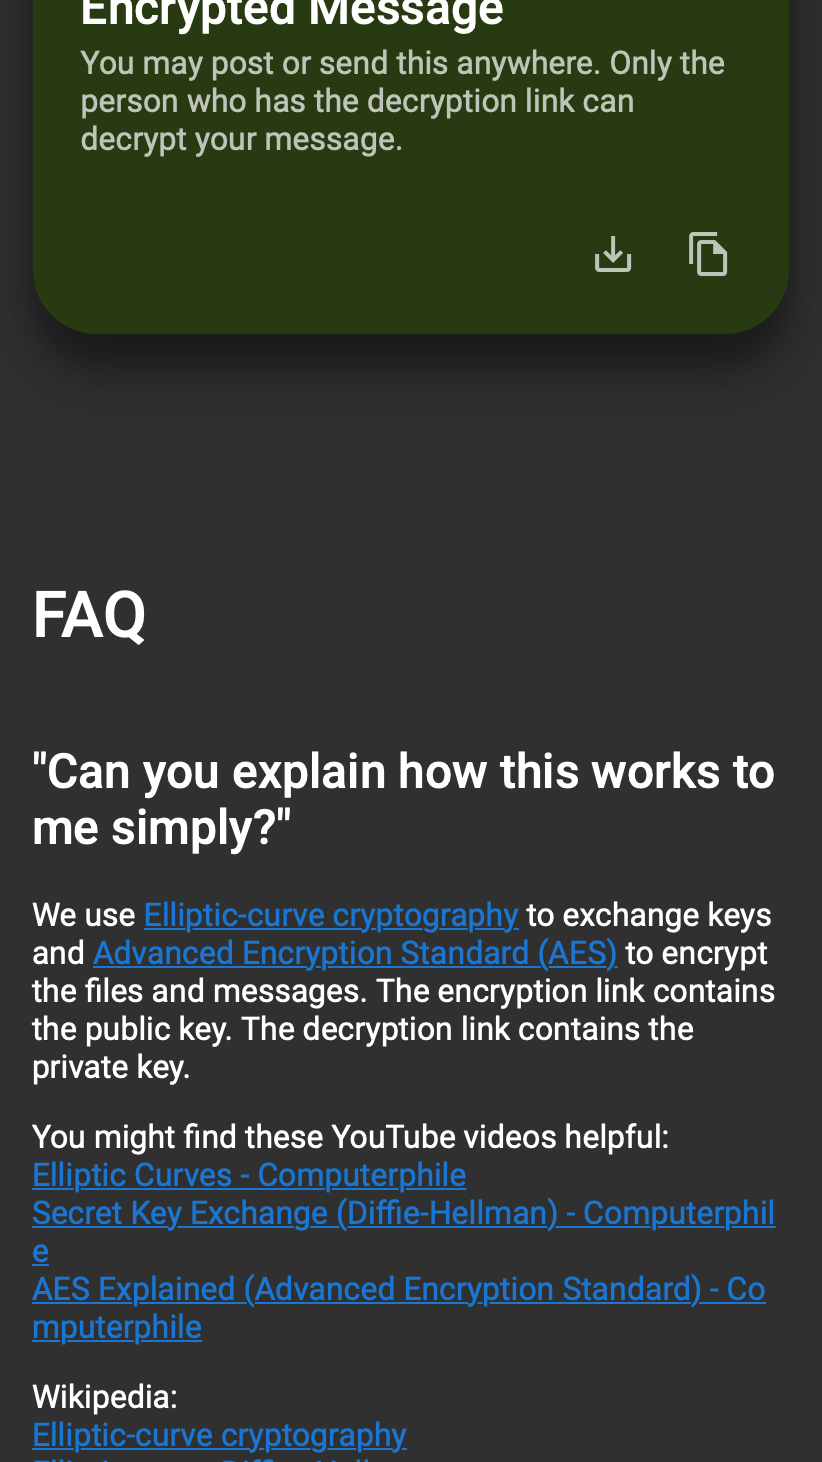 Encrypted Message
You may post or send this anywhere. Only the
person who has the decryption link can
decrypt your message.
FAQ
"Can you explain how this works to
me simply?"
We use Elliptic-curve cryptography to exchange keys
and Advanced Encryption Standard (AES) to encrypt
the files and messages. The encryption link contains
the public key. The decryption link contains the
private key.
You might find these YouTube videos helpful:
Elliptic Curves - Computerphile
Secret Key Exchange (Diffie-Hellman) - Computerphil
e
AES Explained (Advanced Encryption Standard) - Co
mputerphile
Wikipedia:
Elliptic-curve cryptography